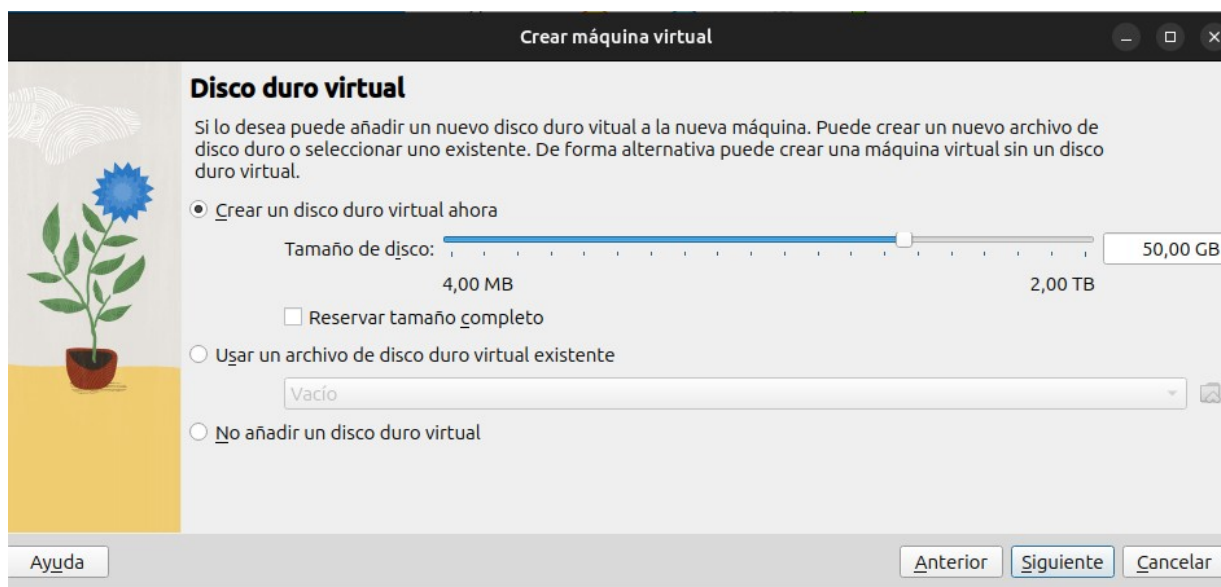 Crear máquina virtual
Disco duro virtual
Si lo desea puede añadir un nuevo disco duro vitual a la nueva máquina. Puede crear un nuevo archivo de
disco duro o seleccionar uno existente. De forma alternativa puede crear una máquina virtual sin un disco
duro virtual.
Crear un disco duro virtual ahora
Tamaño de disco:
50,00 GB
4,00 MB
2,00 TB
Reservar tamaño completo
Usar un archivo de disco duro virtual existente
Vacío
No añadir un disco duro virtual
Ayuda
Anterior
Siguiente
Cancelar